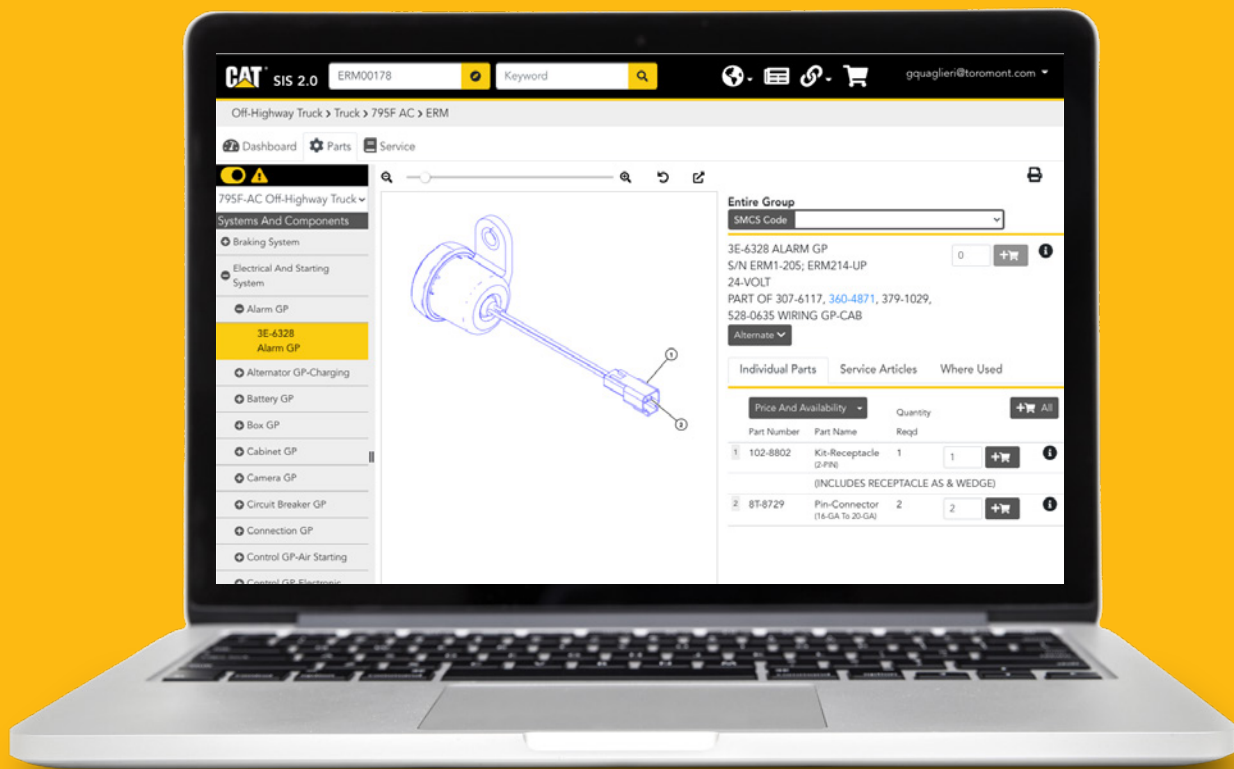 CAT SIS 2.0 ERM00178 Keyword gquaglieri@toromont.com
Off-Highway Truck > Truck > 795F AC > ERM
Dashboard Parts Service
795F-AC Off-Highway Truck
Systems And Components
Braking System
Electrical And Starting
System
Alarm GP
3E-6328
Alarm GP
Alternator GP-Charging
Battery GP
Box GP
Cabinet GP
Camera GP
Circuit Breaker GP
Connection GP
Control GP-Air Starting
Control GP-Electronic
1
2
Entire Group
SMCS Code
3E-6328 ALARM GP
S/N ERM1-205; ERM214-UP
24-VOLT
PART OF 307-6117, 360-4871, 379-1029,
528-0635 WIRING GP-CAB
0
Alternate
Individual Parts Service Articles Where Used
Price And Availability Quantity All
Part Number Part Name Reqd
1 102-8802 Kit-Receptacle 1 1
(2-PIN)
(INCLUDES RECEPTACLE AS & WEDGE)
2 8T-8729 Pin-Connector 2 2
(16-GA To 20-GA)